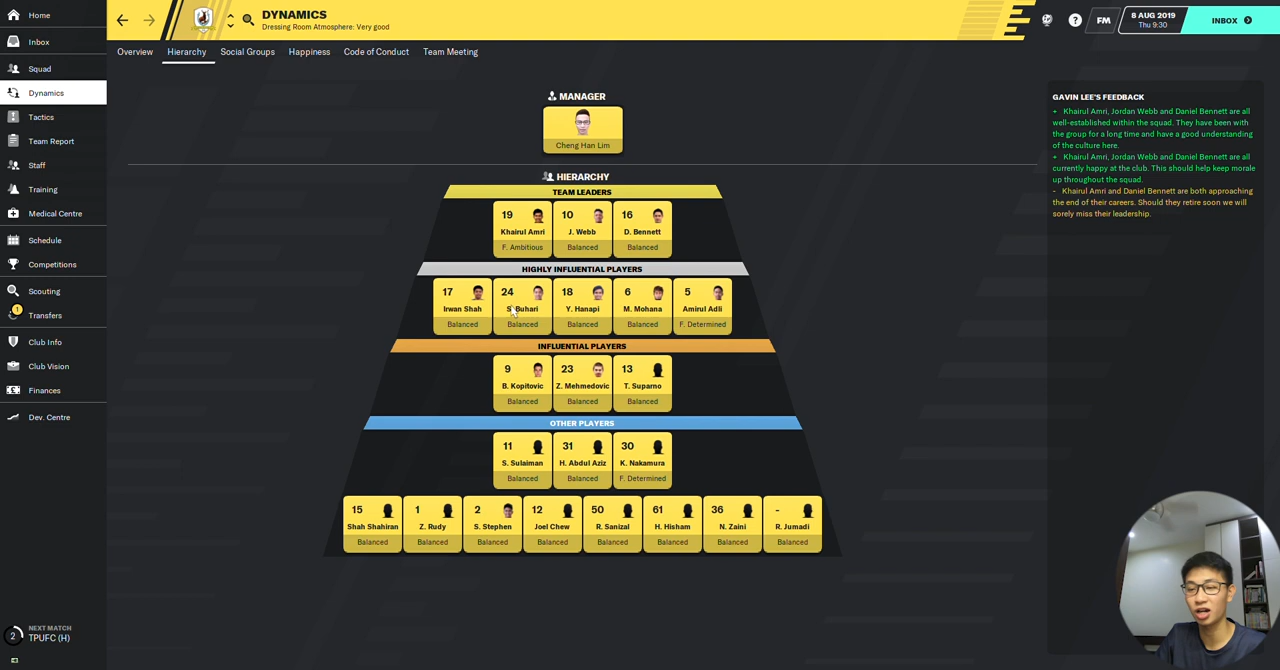 Home
DYNAMICS
Dressing Room Atmosphere: Very good
?
FM
8 AUG 2019
Thu 9:30
INBOX
Inbox
Squad
Dynamics
Tactics
Team Report
Staff
Training
Medical Centre
Schedule
Competitions
Scouting
1
Transfers
Club Info
Club Vision
Finances
Dev. Centre
2
NEXT MATCH
TPUFC (H)
Overview
Hierarchy
Social Groups
Happiness
Code of Conduct
Team Meeting
MANAGER
Cheng Han Lim
HIERARCHY
TEAM LEADERS
19 10 16
Khairul Amri J. Webb D. Bennett
F. Ambitious Balanced Balanced
HIGHLY INFLUENTIAL PLAYERS
17 24 18 6 5
Irwan Shah S. Buhari Y. Hanapi M. Mohana Amirul Adli
Balanced Balanced Balanced Balanced F. Determined
INFLUENTIAL PLAYERS
9 23 13
B. Kopitovic Z. Mehmedovic T. Suparno
Balanced Balanced Balanced
OTHER PLAYERS
11 31 30
S. Sulaiman H. Abdul Aziz K. Nakamura
Balanced Balanced F. Determined
15 1 2 12 50 61 36 -
Shah Shahiran Z. Rudy S. Stephen Joel Chew R. Sanizal H. Hisham N. Zaini R. Jumadi
Balanced Balanced Balanced Balanced Balanced Balanced Balanced Balanced
GAVIN LEE'S FEEDBACK
+ Khairul Amri, Jordan Webb and Daniel Bennett are all
well-established within the squad. They have been with
the group for a long time and have a good understanding
of the culture here.
+ Khairul Amri, Jordan Webb and Daniel Bennett are all
currently happy at the club. This should help keep morale
up throughout the squad.
- Khairul Amri and Daniel Bennett are both approaching
the end of their careers. Should they retire soon we will
sorely miss their leadership.